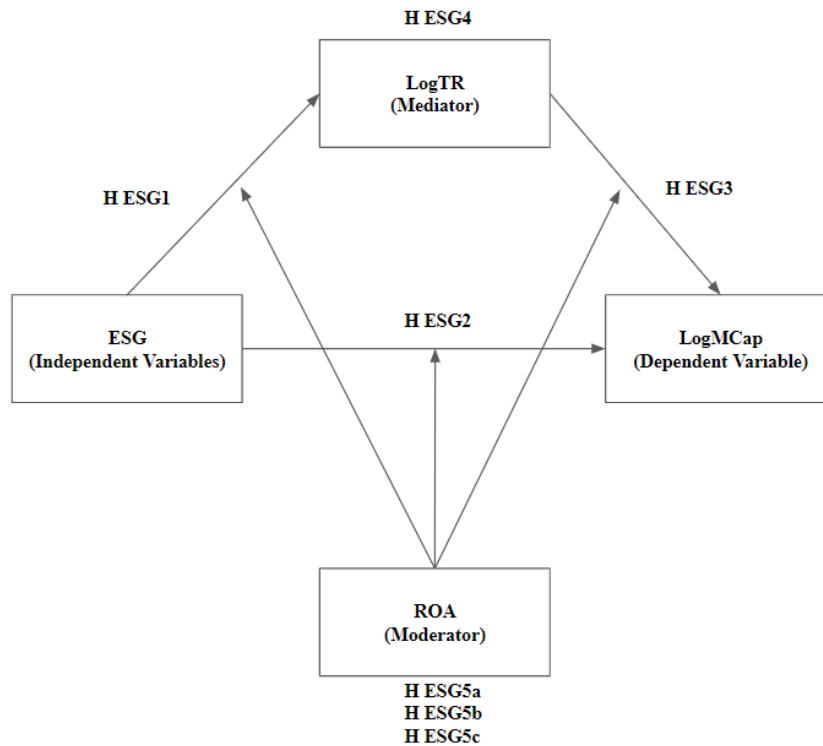 H ESG4
LogTR
(Mediator)
H ESG1
H ESG3
ESG
(Independent Variables)
H ESG2
LogMCap
(Dependent Variable)
ROA
(Moderator)
H ESG5a
H ESG5b
H ESG5c